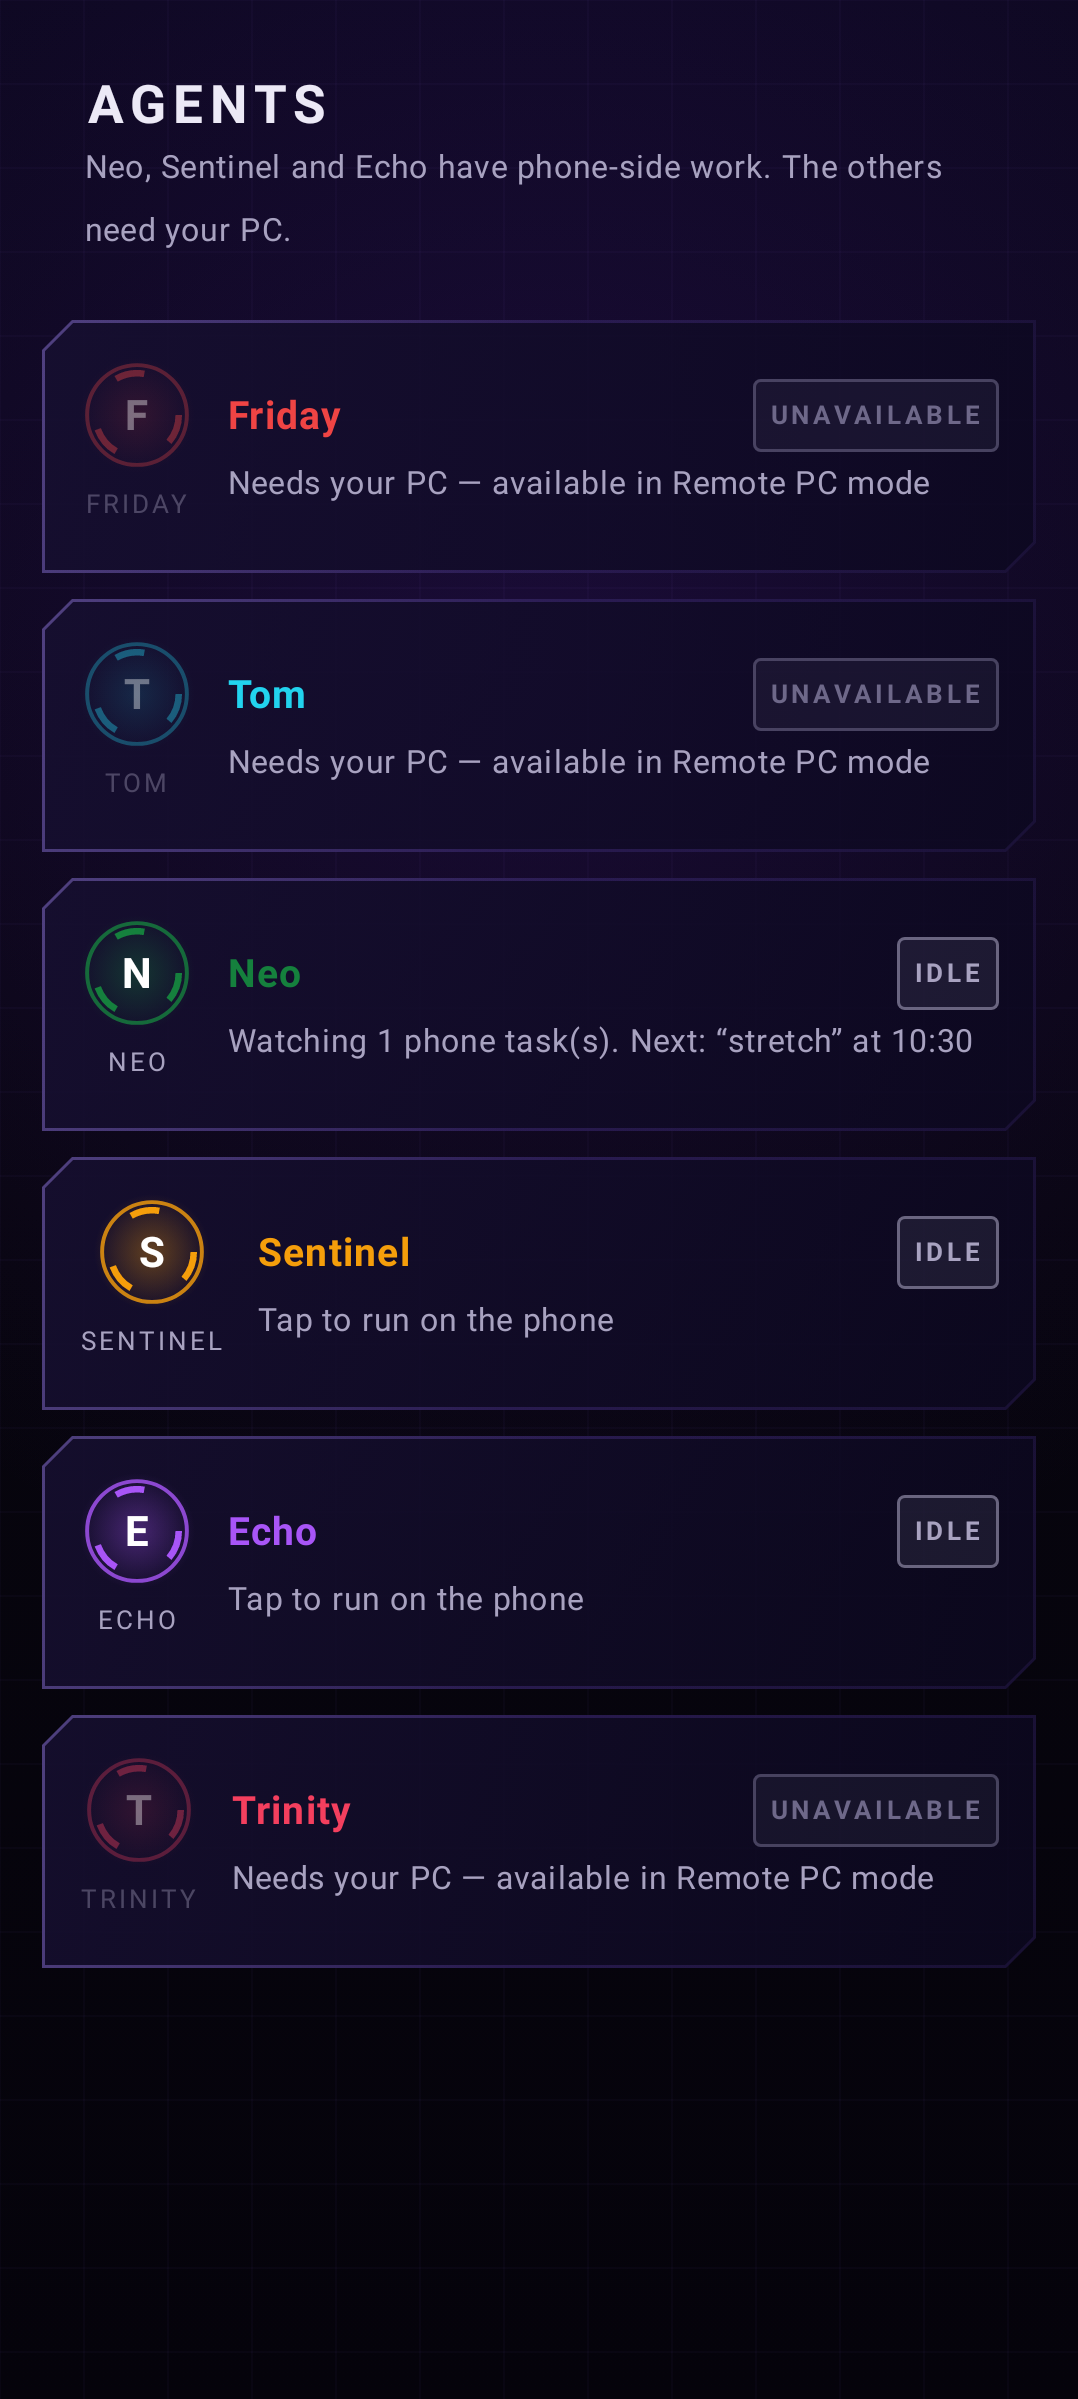 AGENTS
Neo, Sentinel and Echo have phone-side work. The others
need your PC.
F
Friday
UNAVAILABLE
Needs your PC — available in Remote PC mode
FRIDAY
T
Tom
UNAVAILABLE
Needs your PC — available in Remote PC mode
TOM
N
Neo
IDLE
Watching 1 phone task(s). Next: “stretch” at 10:30
NEO
S
Sentinel
IDLE
Tap to run on the phone
SENTINEL
E
Echo
IDLE
Tap to run on the phone
ECHO
T
Trinity
UNAVAILABLE
Needs your PC — available in Remote PC mode
TRINITY